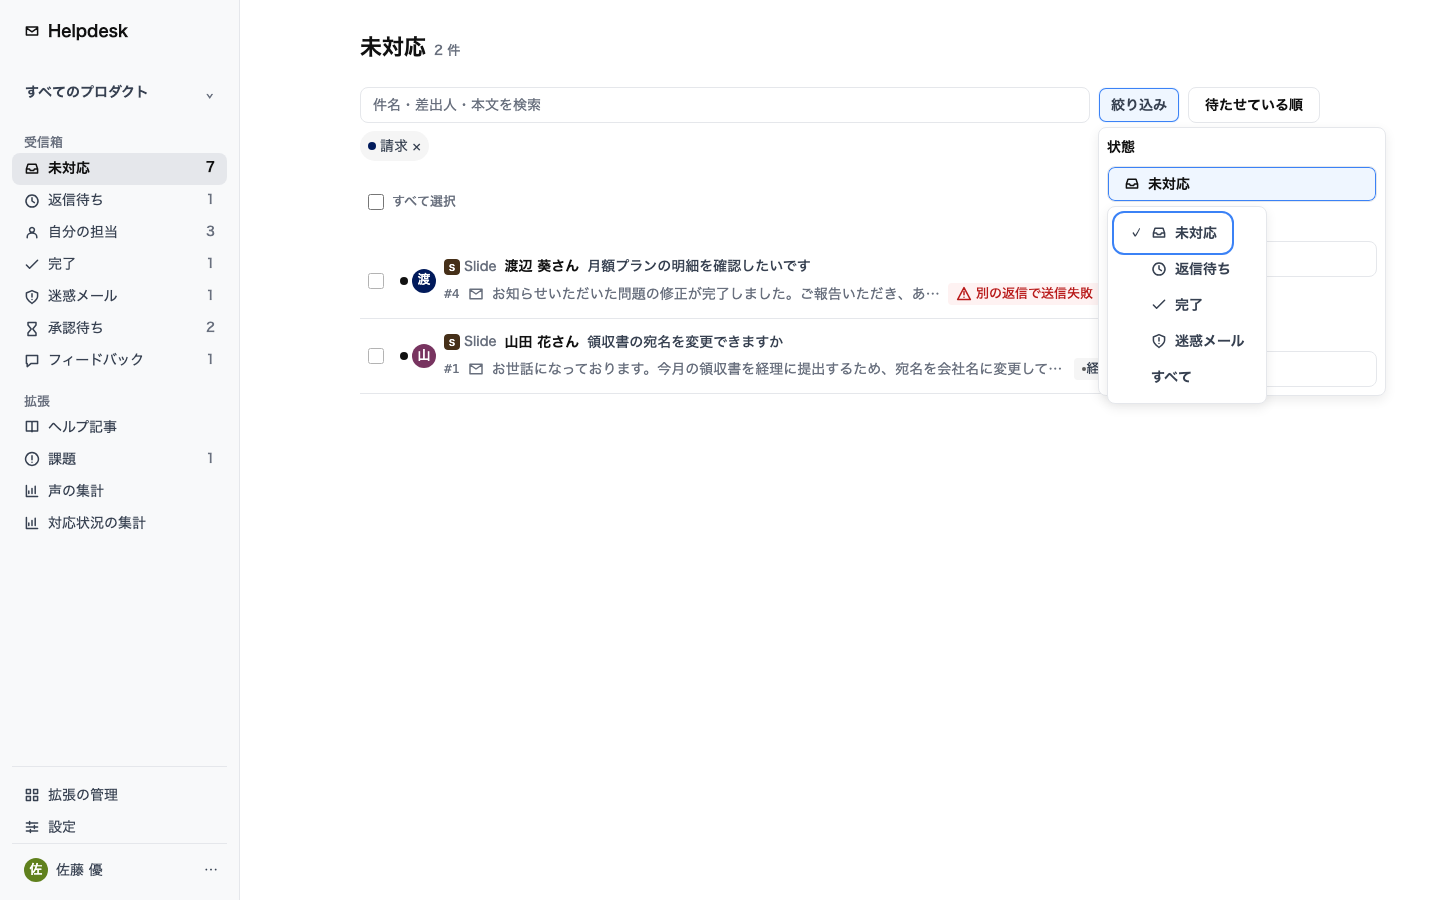 Helpdesk
すべてのプロダクト
受信箱
未対応 7
返信待ち 1
自分の担当 3
完了 1
迷惑メール 1
承認待ち 2
フィードバック 1
拡張
ヘルプ記事
課題 1
声の集計
対応状況の集計
拡張の管理
設定
佐 佐藤 優 …
未対応 2 件
件名・差出人・本文を検索 絞り込み 待たせている順
請求 ×
すべて選択
渡 S Slide 渡辺 葵さん 月額プランの明細を確認したいです
#4 お知らせいただいた問題の修正が完了しました。ご報告いただき、あ… 別の返信で送信失敗
山 S Slide 山田 花さん 領収書の宛名を変更できますか
#1 お世話になっております。今月の領収書を経理に提出するため、宛名を会社名に変更して… •経
状態
未対応
✓ 未対応
返信待ち
完了
迷惑メール
すべて